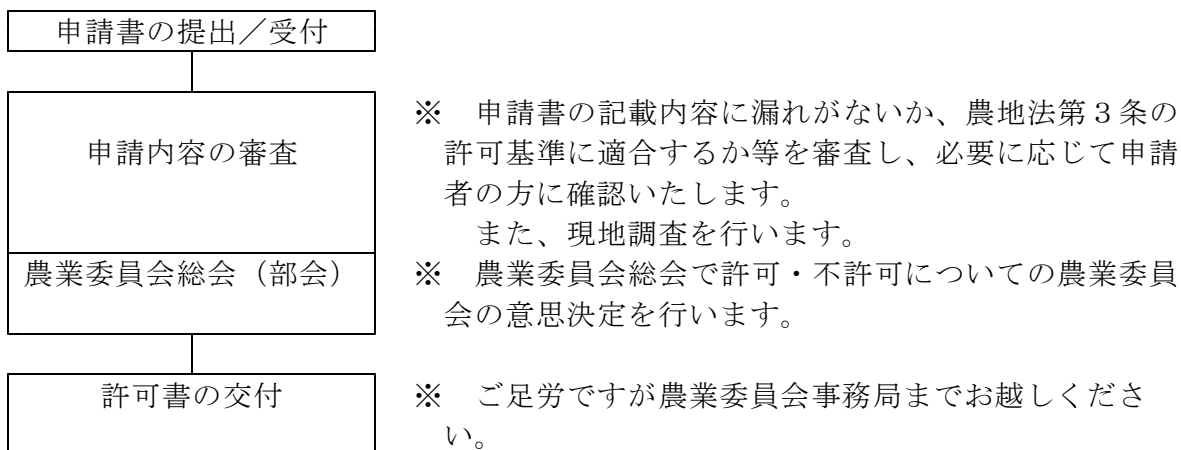 申請書の提出／受付
申請内容の審査
※　申請書の記載内容に漏れがないか、農地法第３条の
許可基準に適合するか等を審査し、必要に応じて申請
者の方に確認いたします。
また、現地調査を行います。
農業委員会総会（部会）
※　農業委員会総会で許可・不許可についての農業委員
会の意思決定を行います。
許可書の交付
※　ご足労ですが農業委員会事務局までお越しくださ
い。